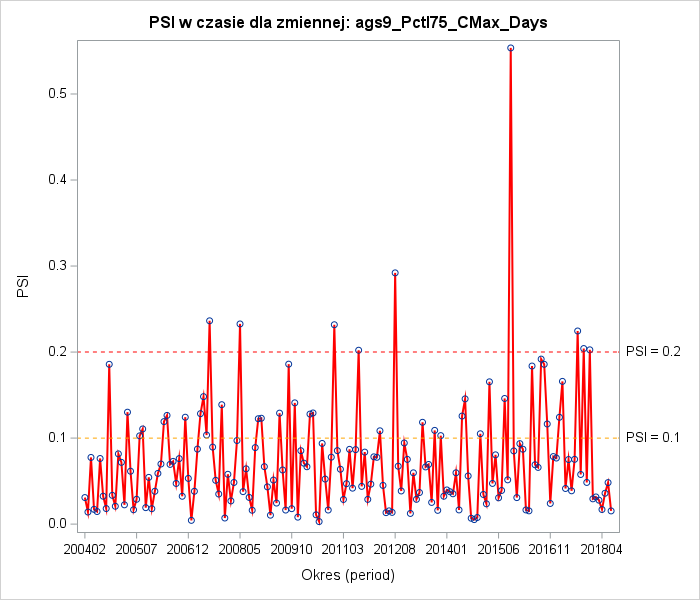 PSI w czasie dla zmiennej: ags9_Pctl75_CMax_Days
0.5
0.4
0.3
0.2
0.1
0.0
PSI
PSI = 0.2
PSI = 0.1
200402 200507 200612 200805 200910 201103 201208 201401 201506 201611 201804
Okres (period)